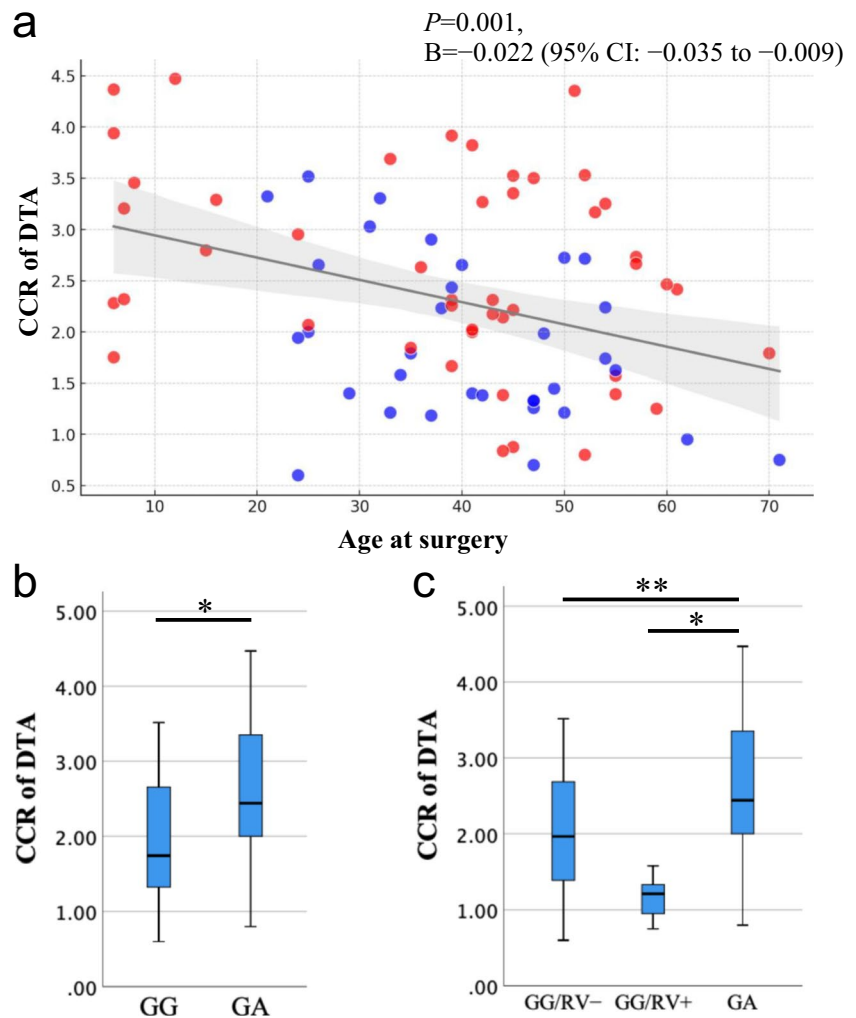 a
P=0.001,
B=−0.022 (95% CI: −0.035 to −0.009)
CCR of DTA
4.5
4.0
3.5
3.0
2.5
2.0
1.5
1.0
0.5
10 20 30 40 50 60 70
Age at surgery
b
CCR of DTA
5.00
4.00
3.00
2.00
1.00
.00
*
GG GA
c
CCR of DTA
5.00
4.00
3.00
2.00
1.00
.00
**
*
GG/RV− GG/RV+ GA